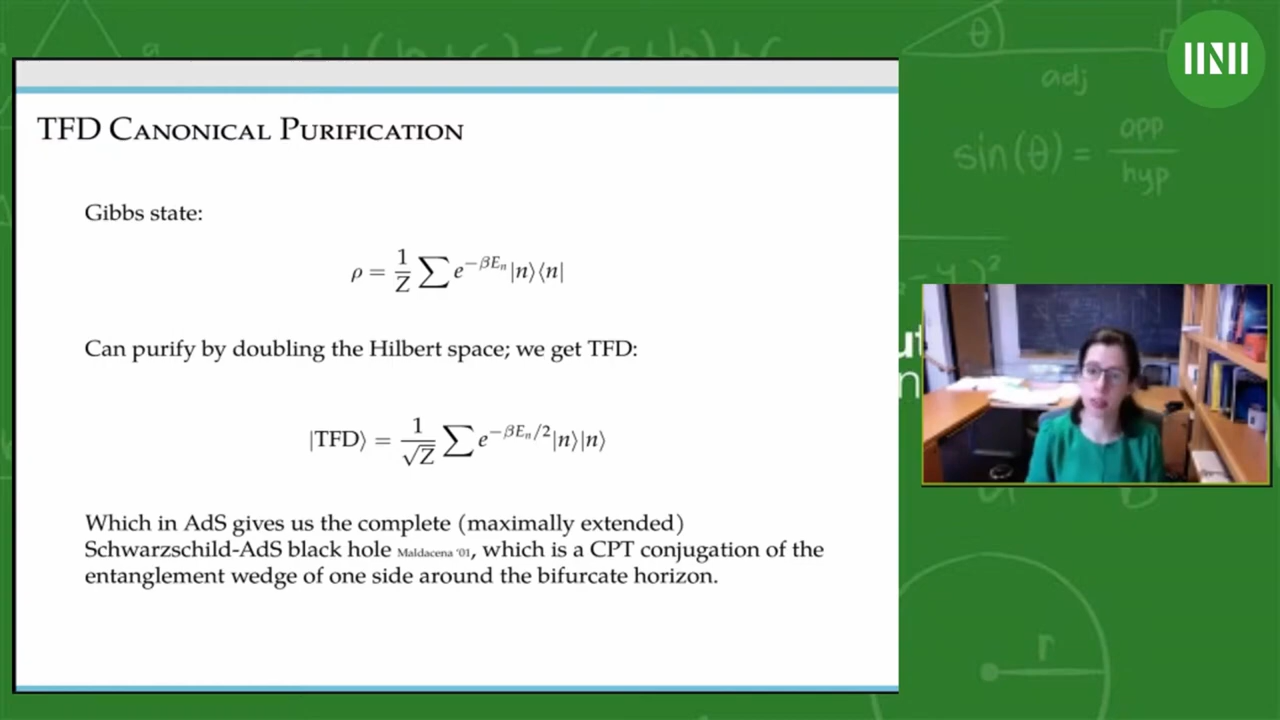 TFD CANONICAL PURIFICATION
Gibbs state:
ρ = 1/Z ∑ e^{−βE_n} |n⟩⟨n|
Can purify by doubling the Hilbert space; we get TFD:
|TFD⟩ = 1/√Z ∑ e^{−βE_n/2} |n⟩|n⟩
Which in AdS gives us the complete (maximally extended)
Schwarzschild-AdS black hole Maldacena '01, which is a CPT conjugation of the
entanglement wedge of one side around the bifurcate horizon.
θ
adj
sin(θ) = opp/hyp
r